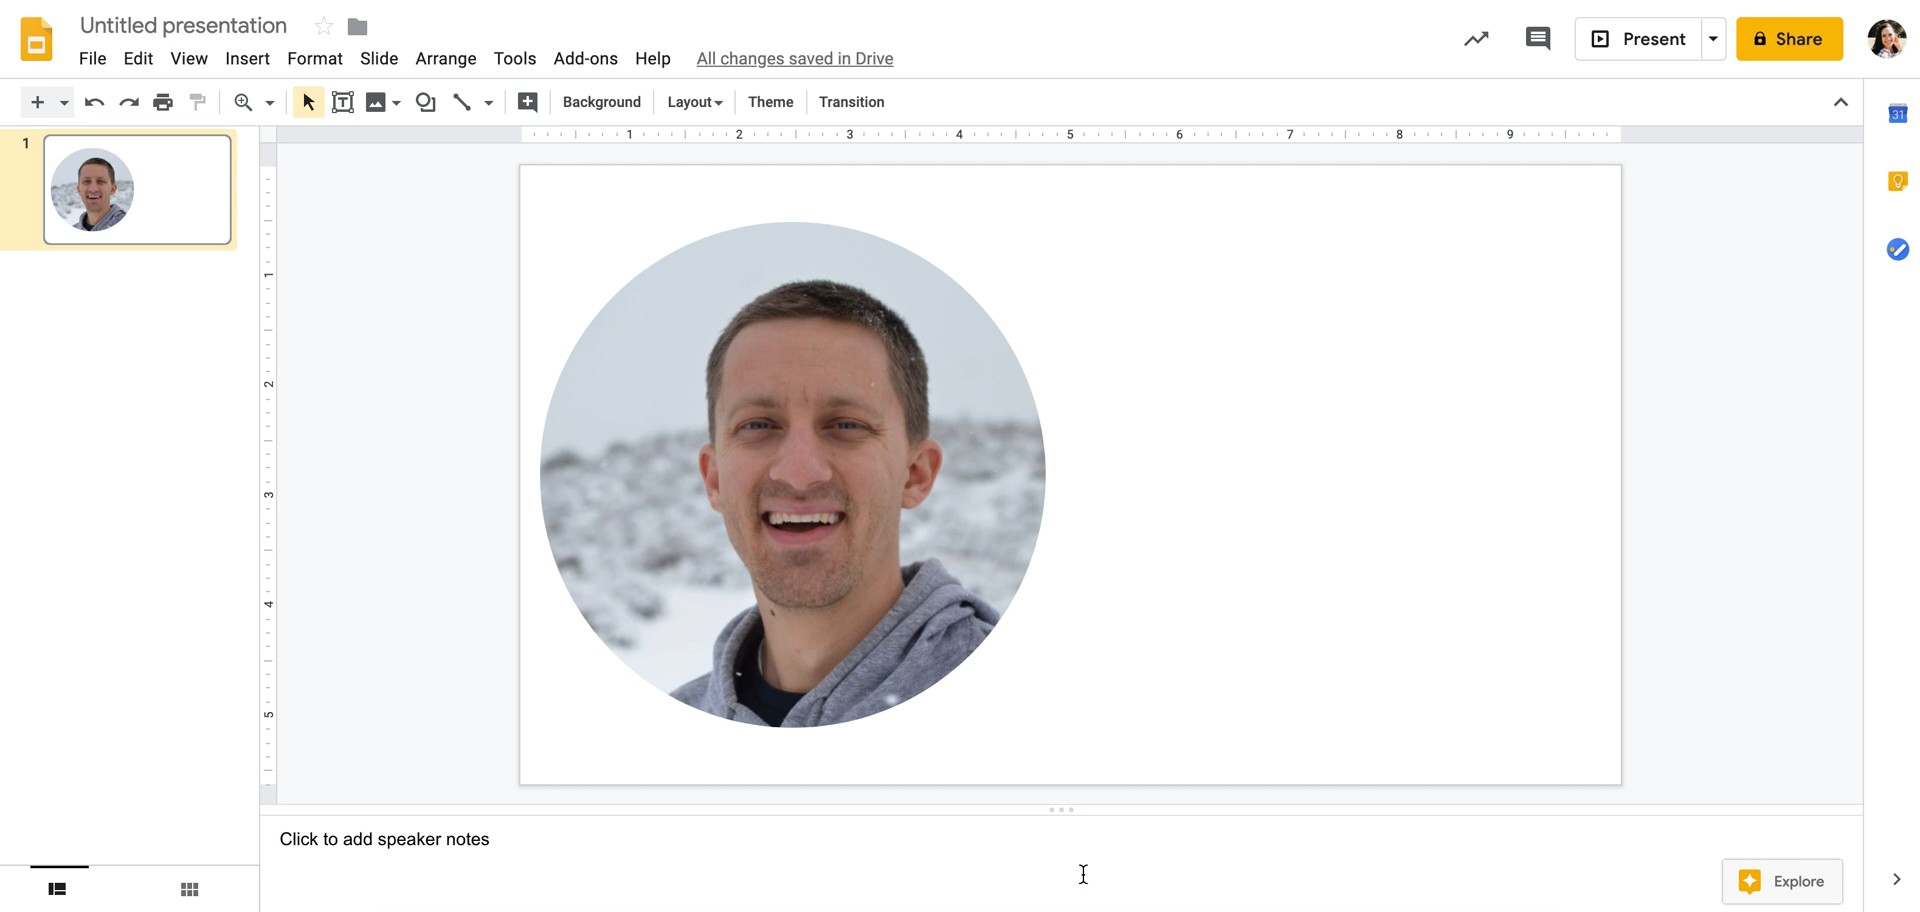 Untitled presentation
File Edit View Insert Format Slide Arrange Tools Add-ons Help All changes saved in Drive
Present
Share
Background Layout Theme Transition
31
1 2 3 4 5 6 7 8 9
1
1
2
3
4
5
Click to add speaker notes
Explore